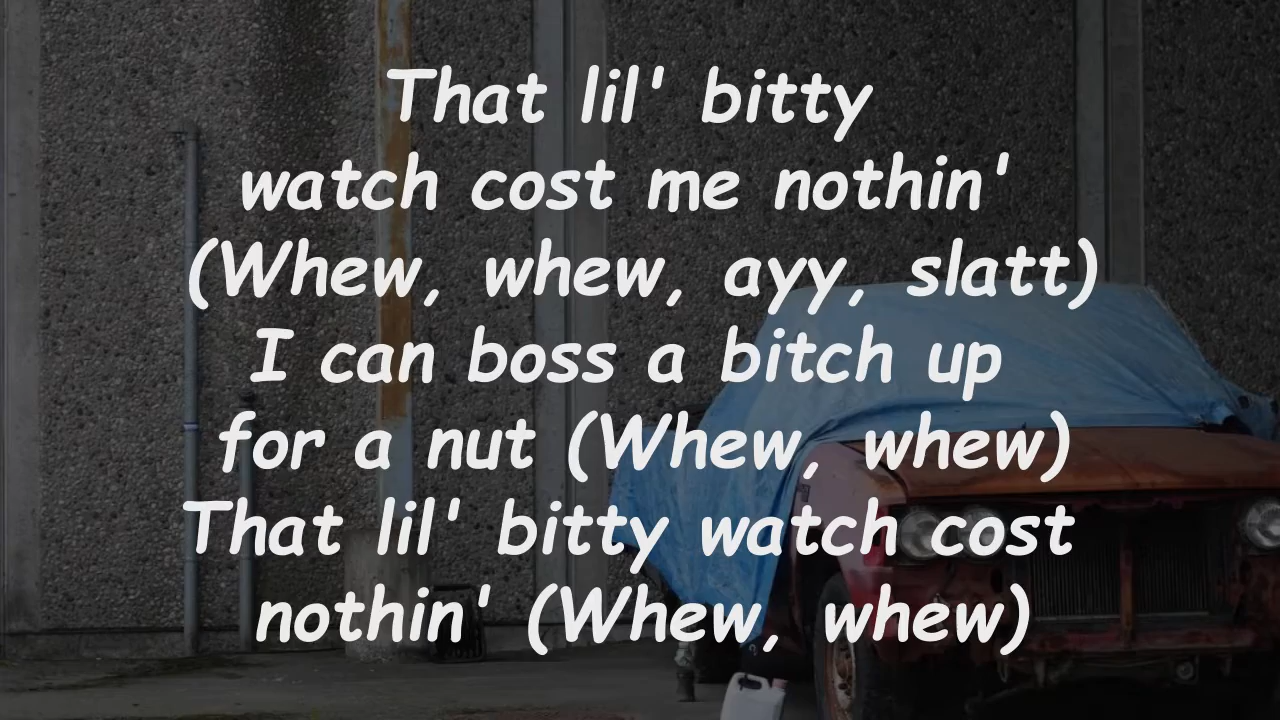 That lil' bitty
watch cost me nothin'
(Whew, whew, ayy, slatt)
I can boss a bitch up
for a nut (Whew, whew)
That lil' bitty watch cost
nothin' (Whew, whew)